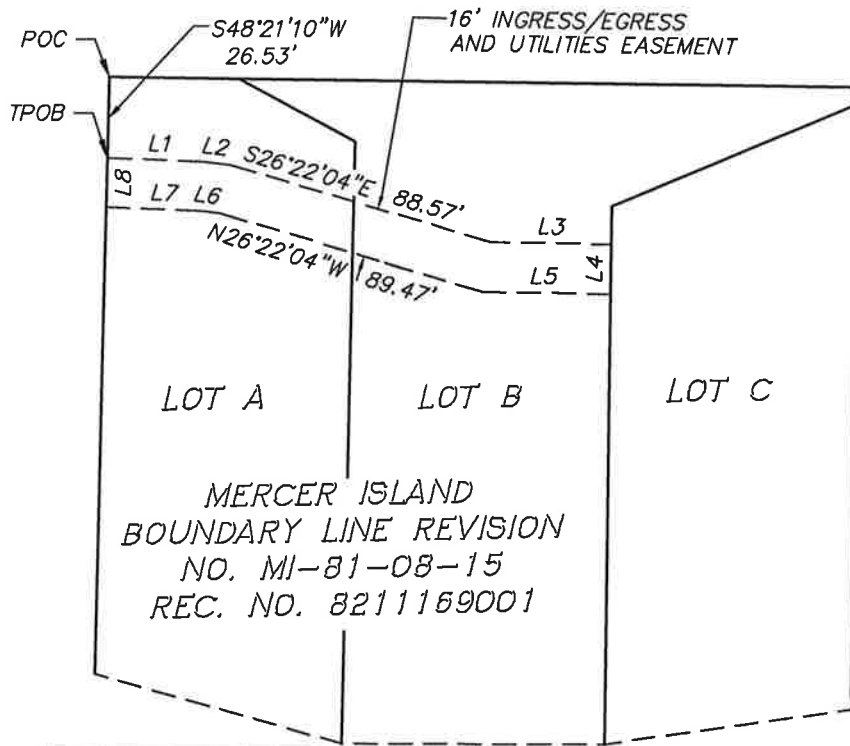 POC
S48°21'10"W
26.53'
16' INGRESS/EGRESS
AND UTILITIES EASEMENT
TPOB
L1
L2
S26°22'04"E
88.57'
L3
L8
L7
L6
N26°22'04"W
89.47'
L5
L4
LOT A
LOT B
LOT C
MERCER ISLAND
BOUNDARY LINE REVISION
NO. MI-81-08-15
REC. NO. 8211169001